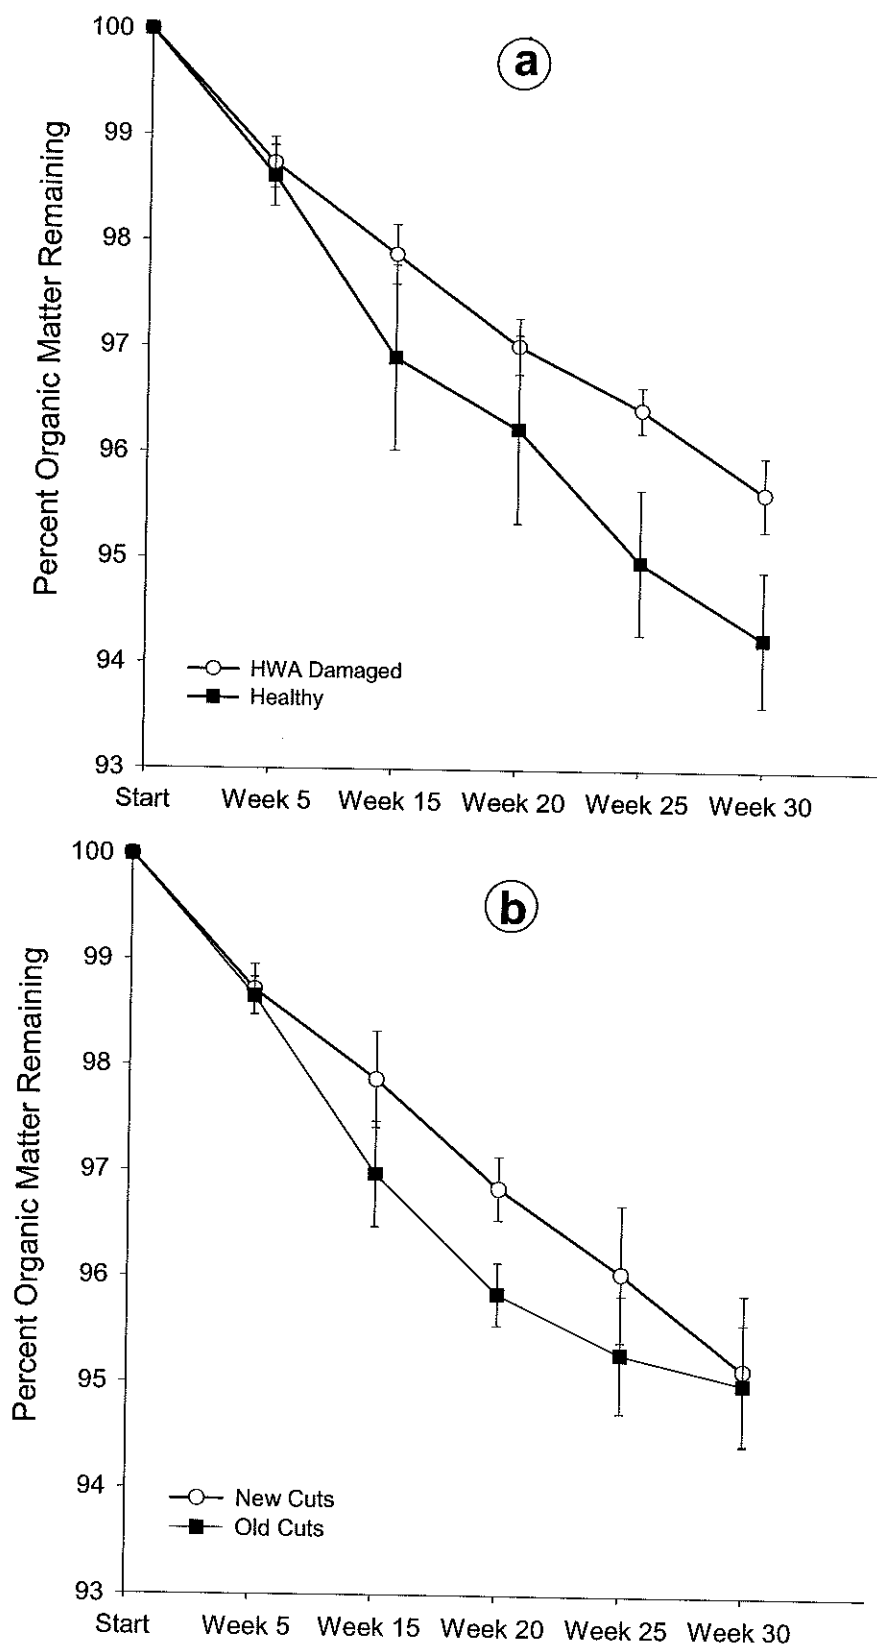 a
Percent Organic Matter Remaining
100
99
98
97
96
95
94
93
HWA Damaged
Healthy
Start Week 5 Week 15 Week 20 Week 25 Week 30
b
Percent Organic Matter Remaining
100
99
98
97
96
95
94
93
New Cuts
Old Cuts
Start Week 5 Week 15 Week 20 Week 25 Week 30